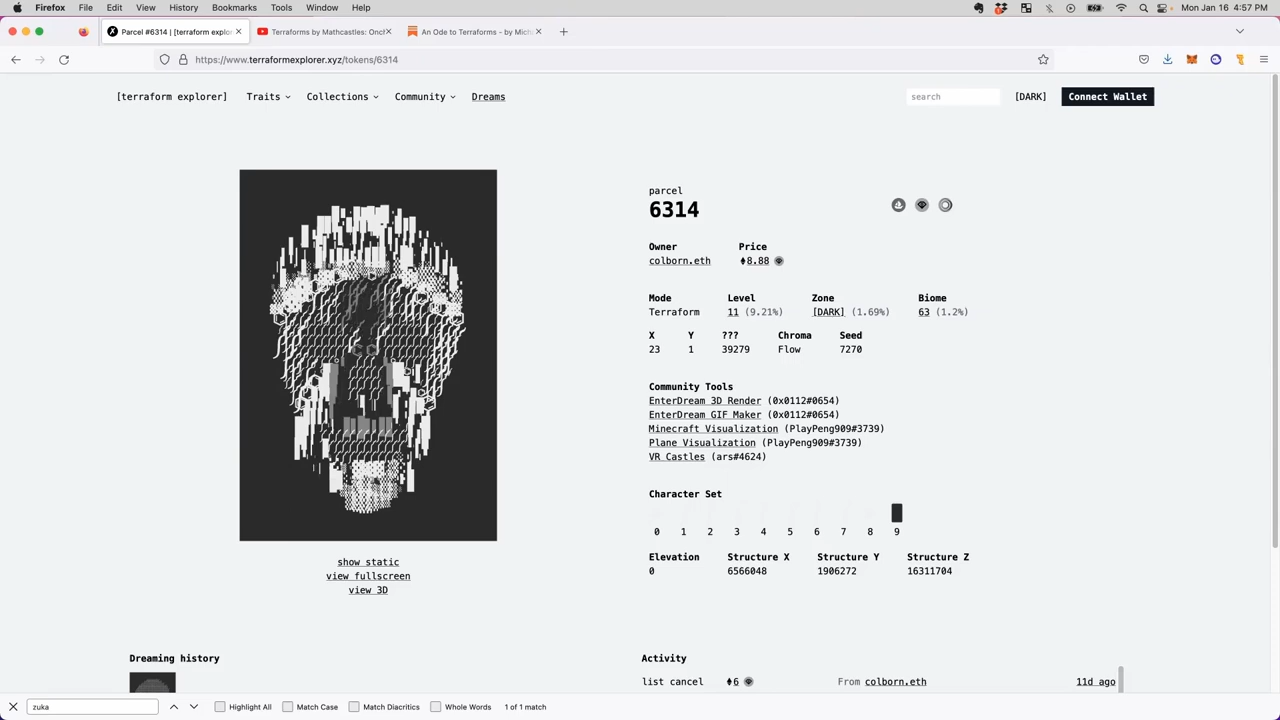 Firefox File Edit View History Bookmarks Tools Window Help Mon Jan 16 4:57 PM
Parcel #6314 | [terraform explor Terraforms by Mathcastles: Oncl An Ode to Terraforms - by Mich
https://www.terraformexplorer.xyz/tokens/6314
[terraform explorer] Traits Collections Community Dreams search [DARK] Connect Wallet
parcel
6314
Owner Price
colborn.eth 8.88
Mode Level Zone Biome
Terraform 11 (9.21%) [DARK] (1.69%) 63 (1.2%)
X Y ??? Chroma Seed
23 1 39279 Flow 7270
Community Tools
EnterDream 3D Render (0x0112#0654)
EnterDream GIF Maker (0x0112#0654)
Minecraft Visualization (PlayPeng909#3739)
Plane Visualization (PlayPeng909#3739)
VR Castles (ars#4624)
Character Set
0 1 2 3 4 5 6 7 8 9
Elevation Structure X Structure Y Structure Z
0 6566048 1906272 16311704
show static
view fullscreen
view 3D
Dreaming history
Activity
list cancel 6 From colborn.eth 11d ago
zuka Highlight All Match Case Match Diacritics Whole Words 1 of 1 match